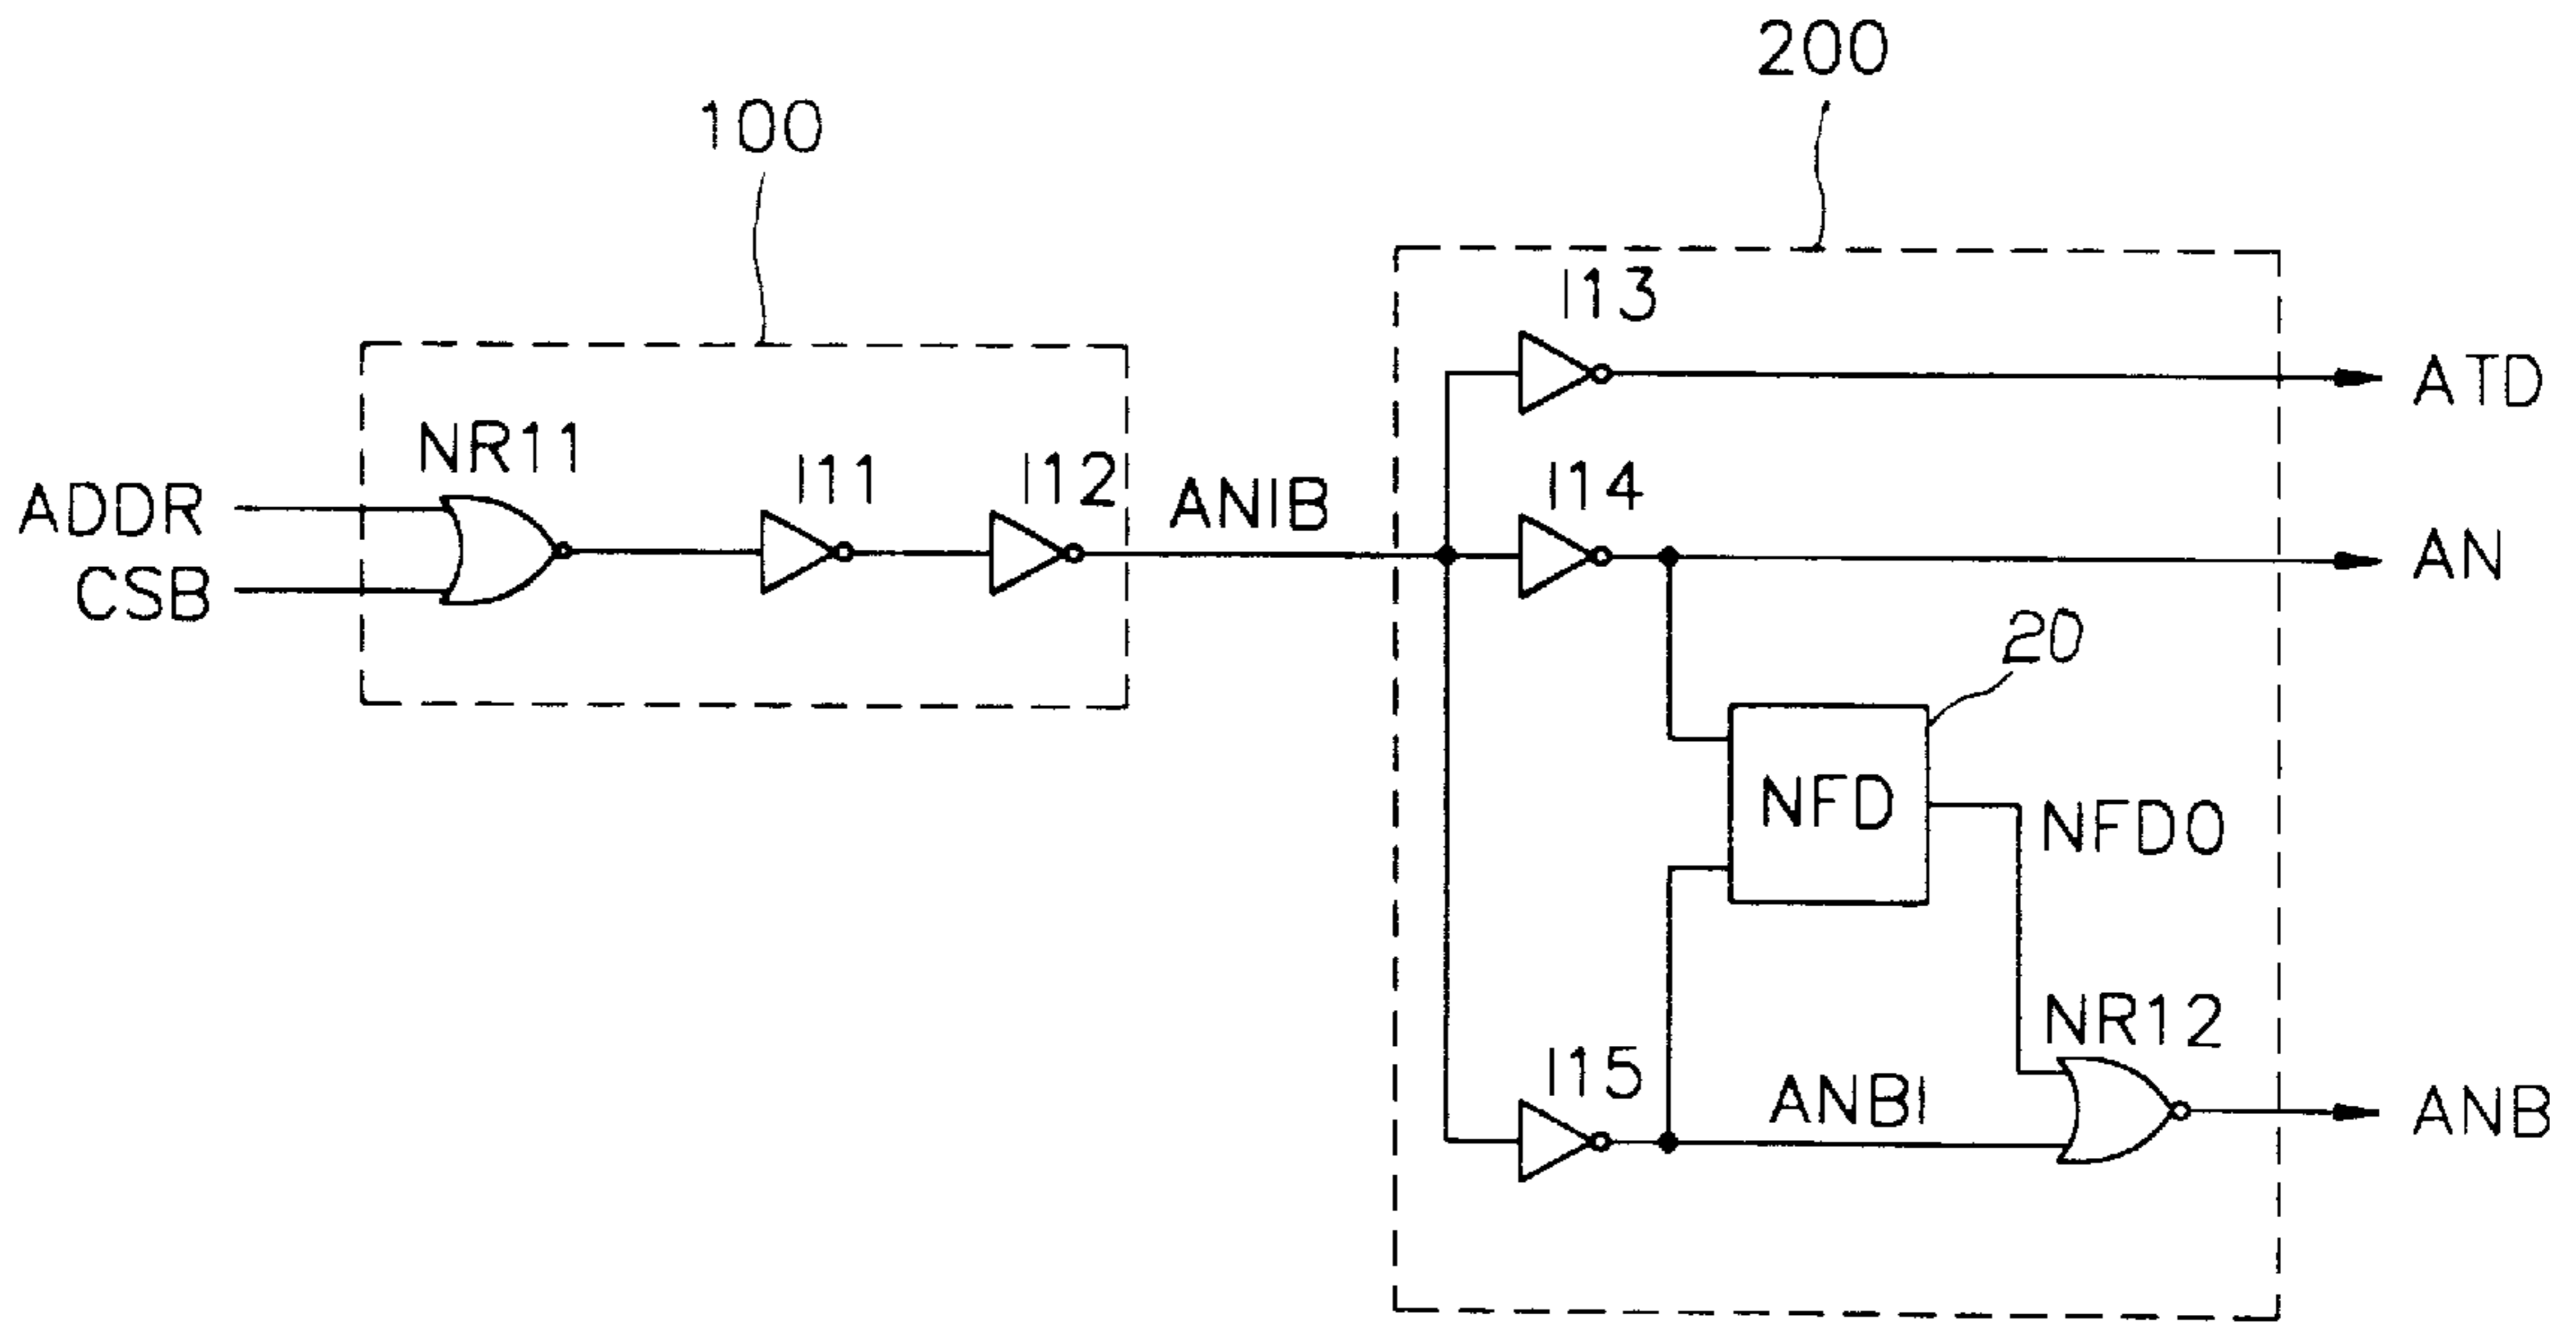 200
100
I13
ATD
NR11
I11
I12
ANIB
I14
ADDR
CSB
AN
20
NFD
NFDO
NR12
I15
ANBI
ANB